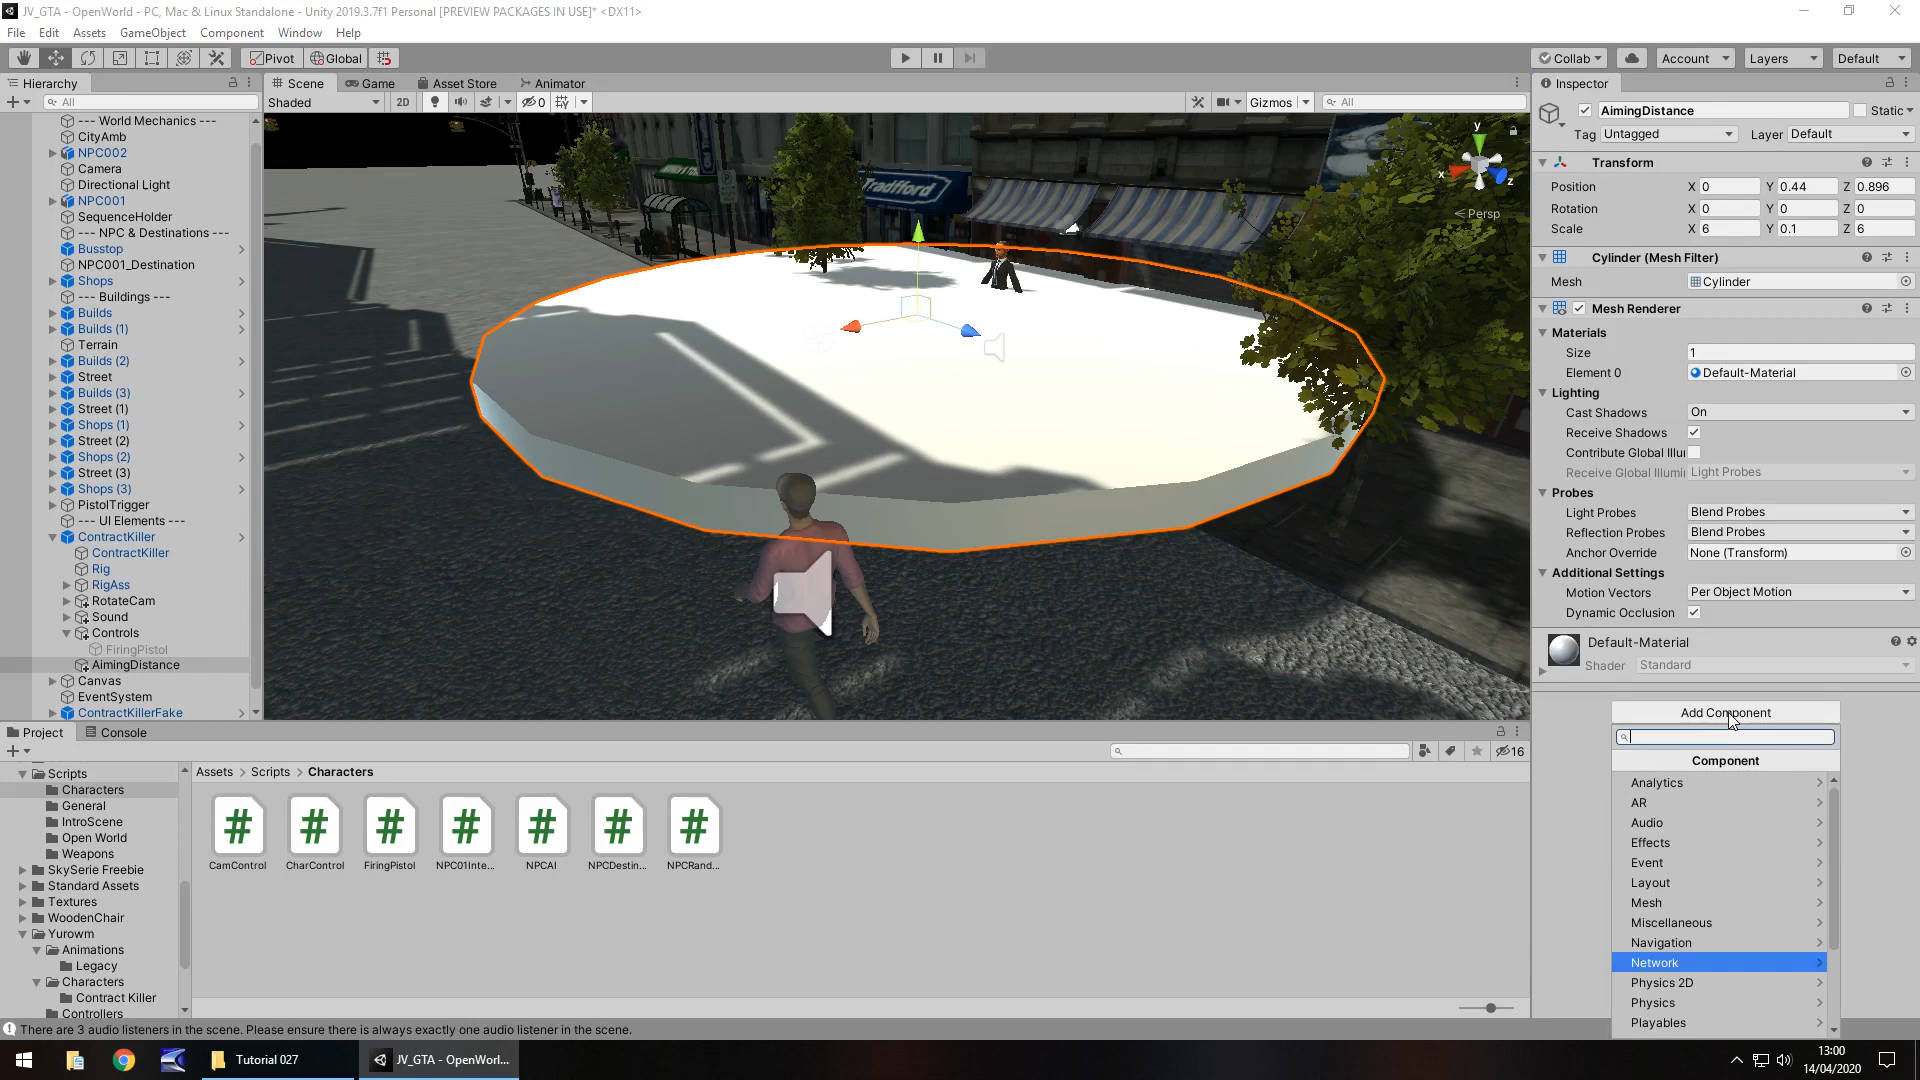 JV_GTA - OpenWorld - PC, Mac & Linux Standalone - Unity 2019.3.7f1 Personal [PREVIEW PACKAGES IN USE]* <DX11>
File Edit Assets GameObject Component Window Help
Pivot Global Collab Account Layers Default
Hierarchy Scene Game Asset Store Animator Inspector
All
Shaded 2D 0 Gizmos All
--- World Mechanics ---
CityAmb
NPC002
Camera
Directional Light
NPC001
SequenceHolder
--- NPC & Destinations ---
Busstop
NPC001_Destination
Shops
--- Buildings ---
Builds
Builds (1)
Terrain
Builds (2)
Street
Builds (3)
Street (1)
Shops (1)
Street (2)
Shops (2)
Street (3)
Shops (3)
PistolTrigger
--- UI Elements ---
ContractKiller
ContractKiller
Rig
RigAss
RotateCam
Sound
Controls
FiringPistol
AimingDistance
Canvas
EventSystem
ContractKillerFake
Tradfford
y
x
z
Persp
AimingDistance Static
Tag Untagged Layer Default
Transform
Position X 0 Y 0.44 Z 0.896
Rotation X 0 Y 0 Z 0
Scale X 6 Y 0.1 Z 6
Cylinder (Mesh Filter)
Mesh Cylinder
Mesh Renderer
Materials
Size 1
Element 0 Default-Material
Lighting
Cast Shadows On
Receive Shadows
Contribute Global Illu
Receive Global Illumi Light Probes
Probes
Light Probes Blend Probes
Reflection Probes Blend Probes
Anchor Override None (Transform)
Additional Settings
Motion Vectors Per Object Motion
Dynamic Occlusion
Default-Material
Shader Standard
Add Component
Component
Analytics
AR
Audio
Effects
Event
Layout
Mesh
Miscellaneous
Navigation
Network
Physics 2D
Physics
Playables
Project Console
16
Scripts
Characters
General
IntroScene
Open World
Weapons
SkySerie Freebie
Standard Assets
Textures
WoodenChair
Yurowm
Animations
Legacy
Characters
Contract Killer
Controllers
Assets > Scripts > Characters
# # # # # # #
CamControl CharControl FiringPistol NPC01Inte... NPCAI NPCDestin... NPCRand...
There are 3 audio listeners in the scene. Please ensure there is always exactly one audio listener in the scene.
Tutorial 027
JV_GTA - OpenWorl...
13:00
14/04/2020